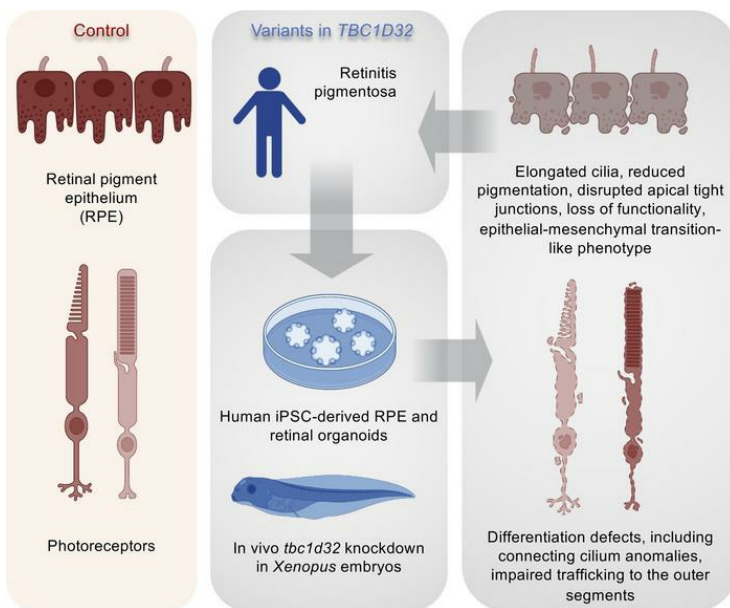 Control
Retinal pigment
epithelium
(RPE)
Photoreceptors
Variants in TBC1D32
Retinitis
pigmentosa
Human iPSC-derived RPE and
retinal organoids
In vivo tbc1d32 knockdown
in Xenopus embryos
Elongated cilia, reduced
pigmentation, disrupted apical tight
junctions, loss of functionality,
epithelial-mesenchymal transition-
like phenotype
Differentiation defects, including
connecting cilium anomalies,
impaired trafficking to the outer
segments